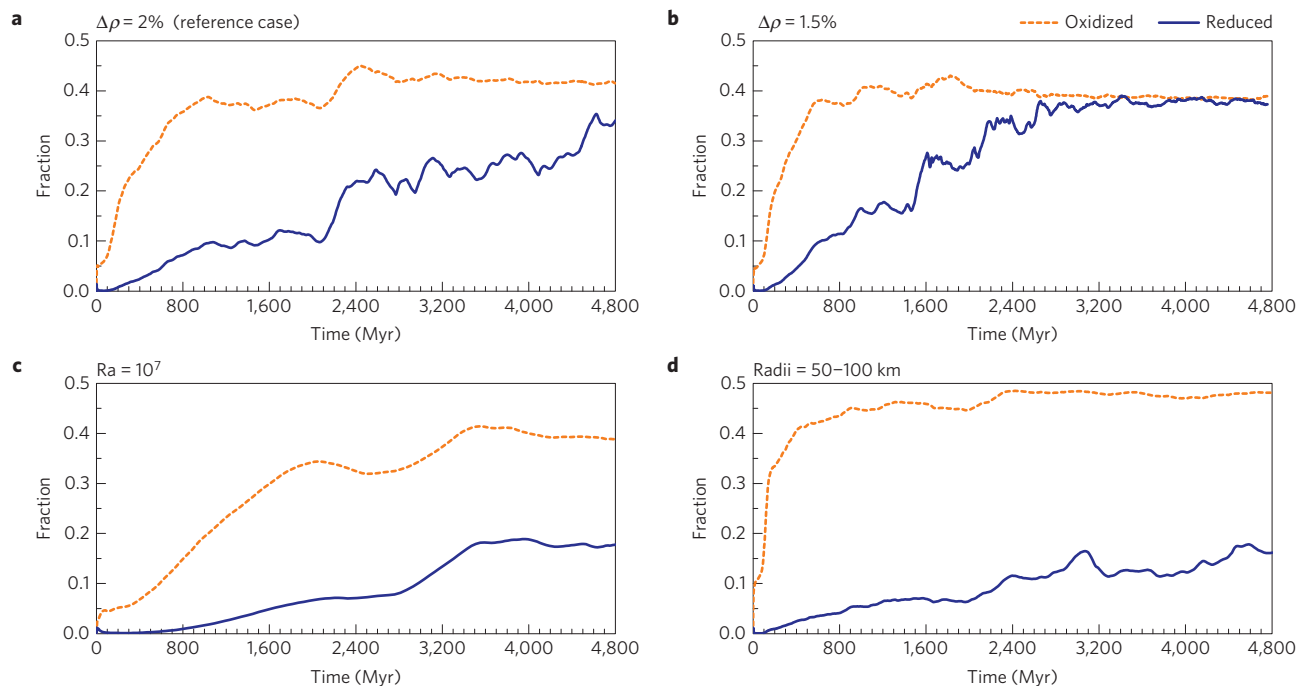 a Δρ = 2% (reference case)
0.5
0.4
0.3
0.2
0.1
0.0
Fraction
0 800 1,600 2,400 3,200 4,000 4,800
Time (Myr)
b Δρ = 1.5% Oxidized Reduced
0.5
0.4
0.3
0.2
0.1
0.0
Fraction
0 800 1,600 2,400 3,200 4,000 4,800
Time (Myr)
c Ra = 10⁷
0.5
0.4
0.3
0.2
0.1
0.0
Fraction
0 800 1,600 2,400 3,200 4,000 4,800
Time (Myr)
d Radii = 50–100 km
0.5
0.4
0.3
0.2
0.1
0.0
Fraction
0 800 1,600 2,400 3,200 4,000 4,800
Time (Myr)